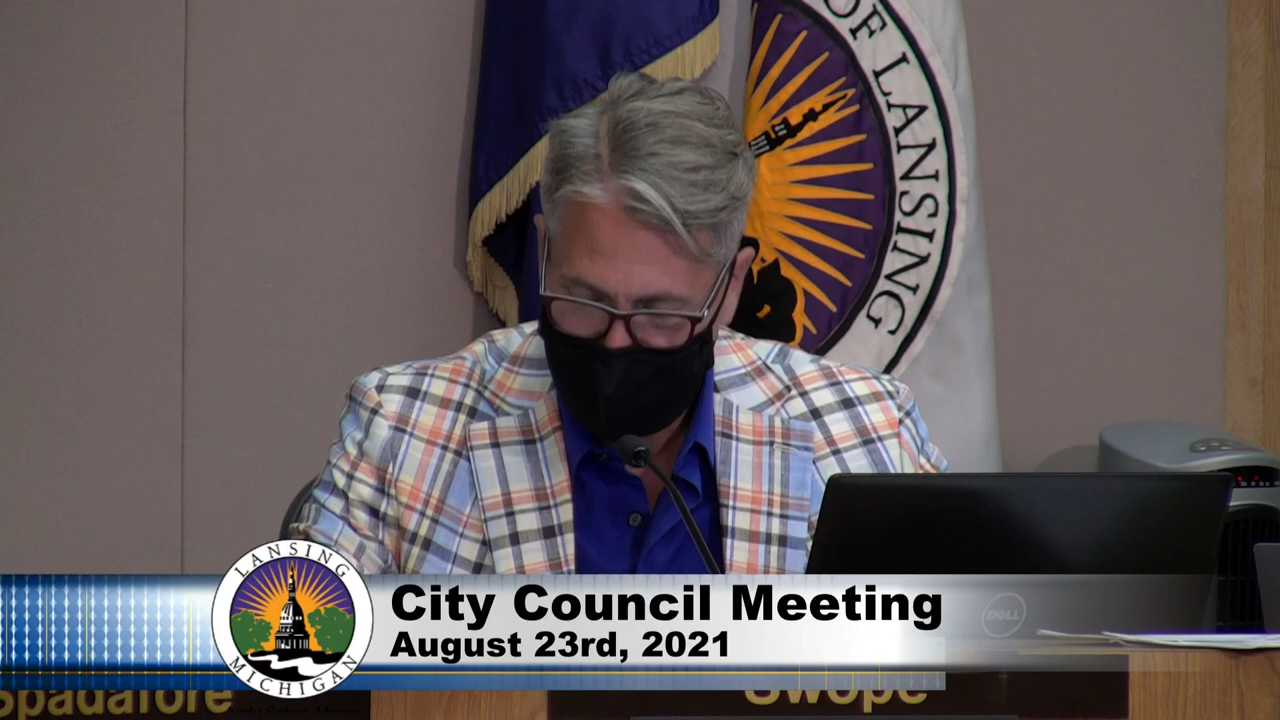 OF LANSING
City Council Meeting
August 23rd, 2021
LANSING
MICHIGAN
DELL
Spadafore
Swope